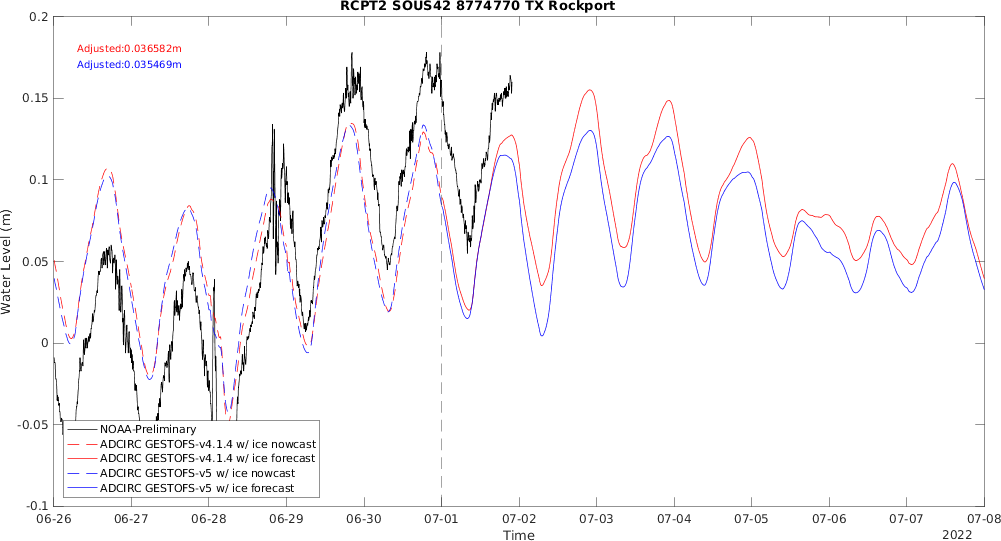 RCPT2 SOUS42 8774770 TX Rockport
0.2
Adjusted:0.036582m
Adjusted:0.035469m
0.15
0.1
0.05
0
-0.05
-0.1
Water Level (m)
NOAA-Preliminary
ADCIRC GESTOFS-v4.1.4 w/ ice nowcast
ADCIRC GESTOFS-v4.1.4 w/ ice forecast
ADCIRC GESTOFS-v5 w/ ice nowcast
ADCIRC GESTOFS-v5 w/ ice forecast
06-26 06-27 06-28 06-29 06-30 07-01 07-02 07-03 07-04 07-05 07-06 07-07 07-08
Time
2022